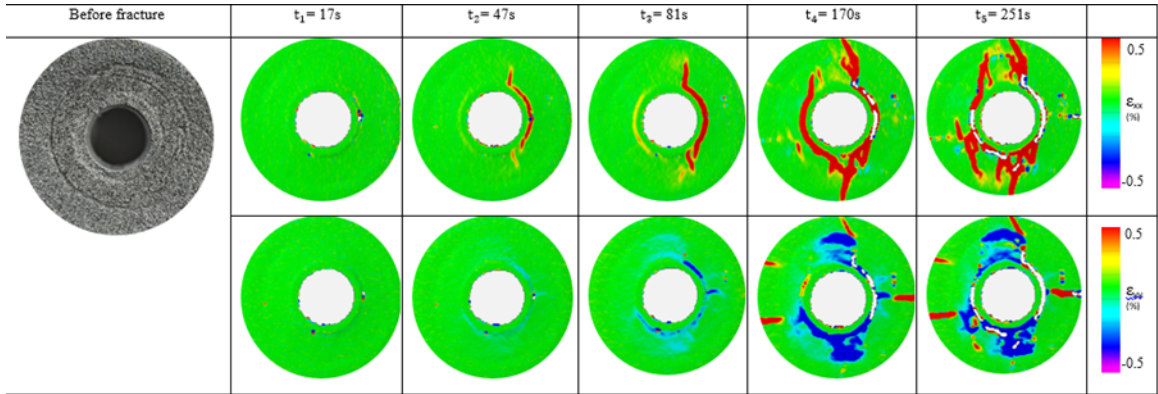 Before fracture t₁= 17s t₂= 47s t₃= 81s t₄= 170s t₅= 251s
0.5
εxx
(%)
-0.5
0.5
εyy
(%)
-0.5